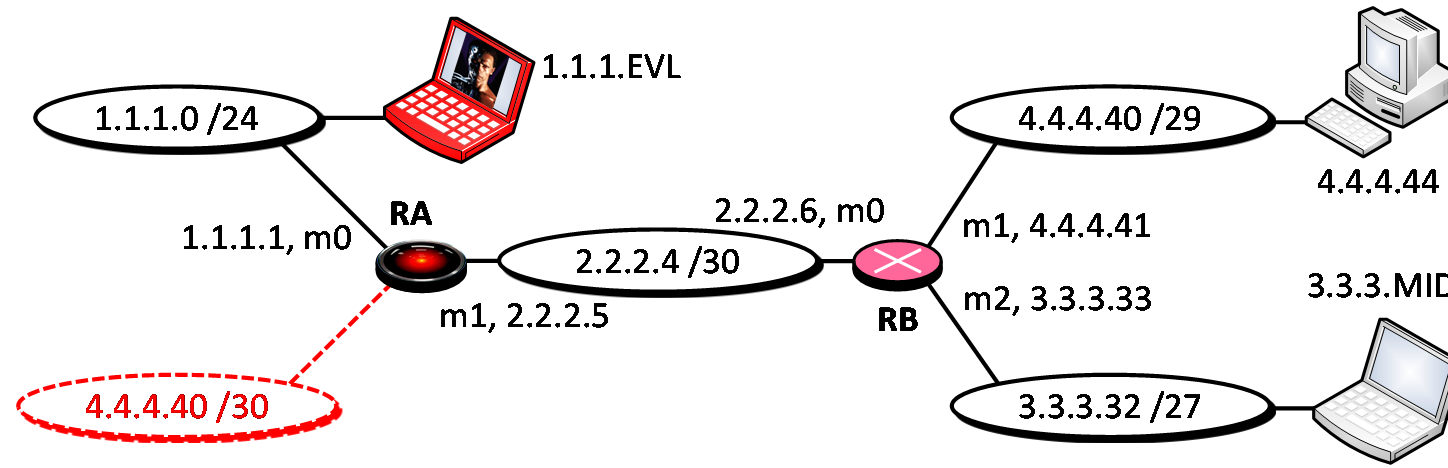 1.1.1.EVL
1.1.1.0 /24
4.4.4.40 /29
4.4.4.44
RA
2.2.2.6, m0
1.1.1.1, m0
m1, 4.4.4.41
2.2.2.4 /30
m1, 2.2.2.5
RB
m2, 3.3.3.33
3.3.3.MID
4.4.4.40 /30
3.3.3.32 /27